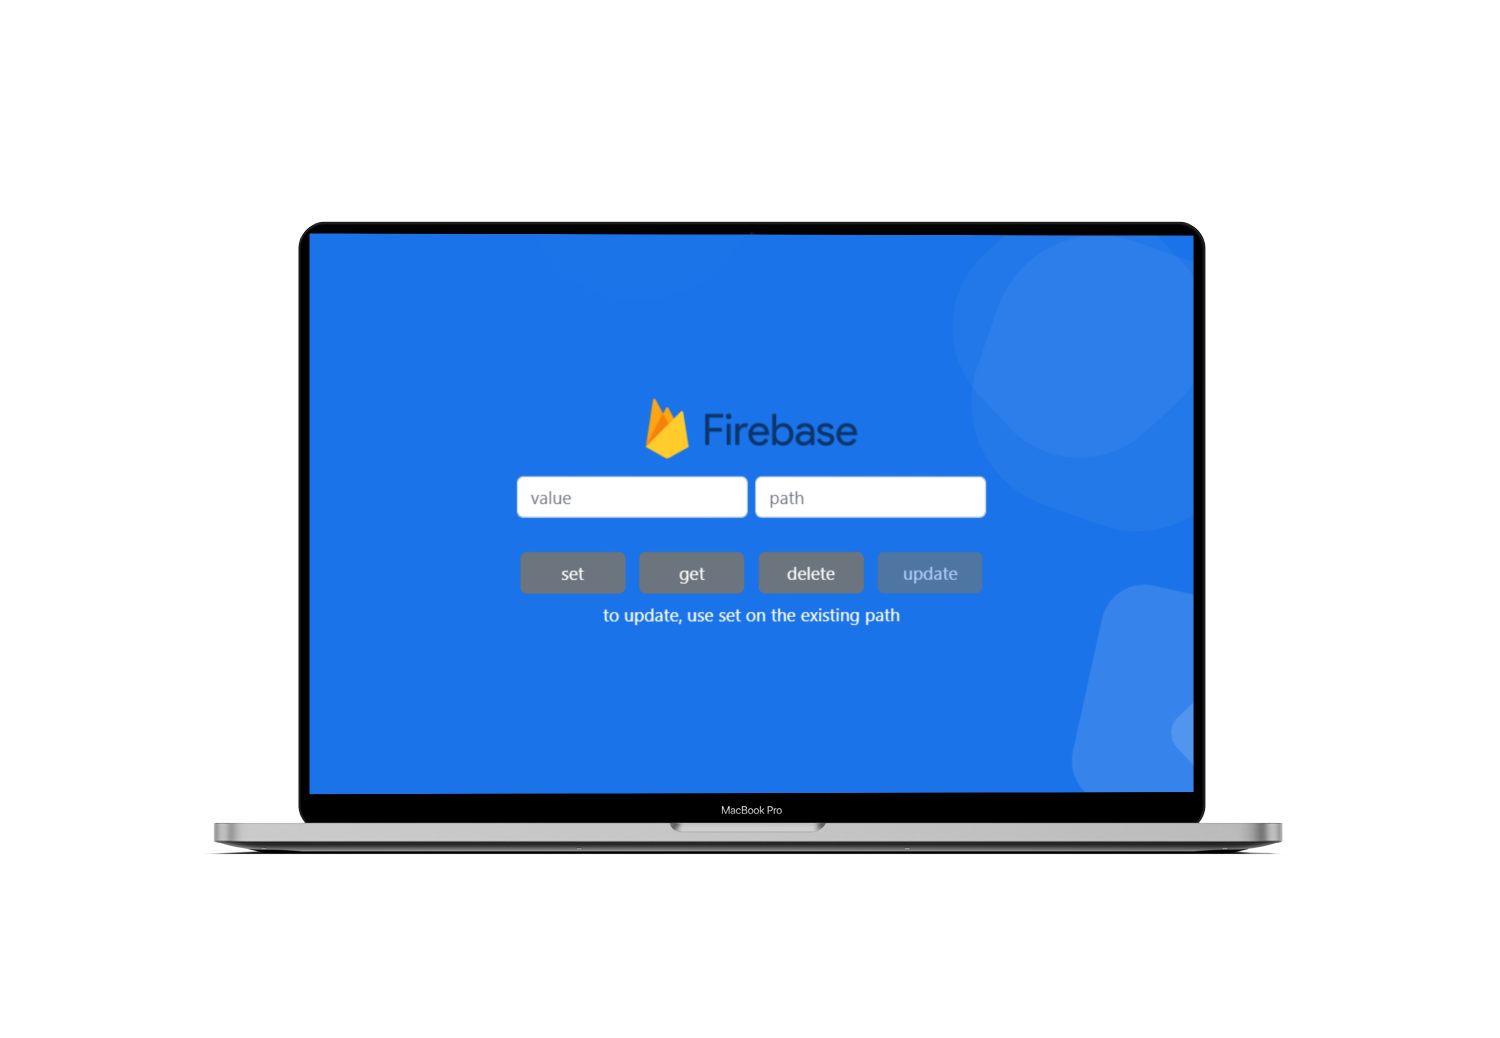 Firebase
value path
set get delete update
to update, use set on the existing path
MacBook Pro